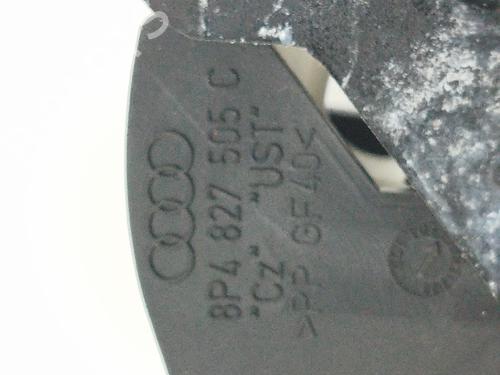 8P4 827 505 C
"Cz" "UST"
>PP GF40<